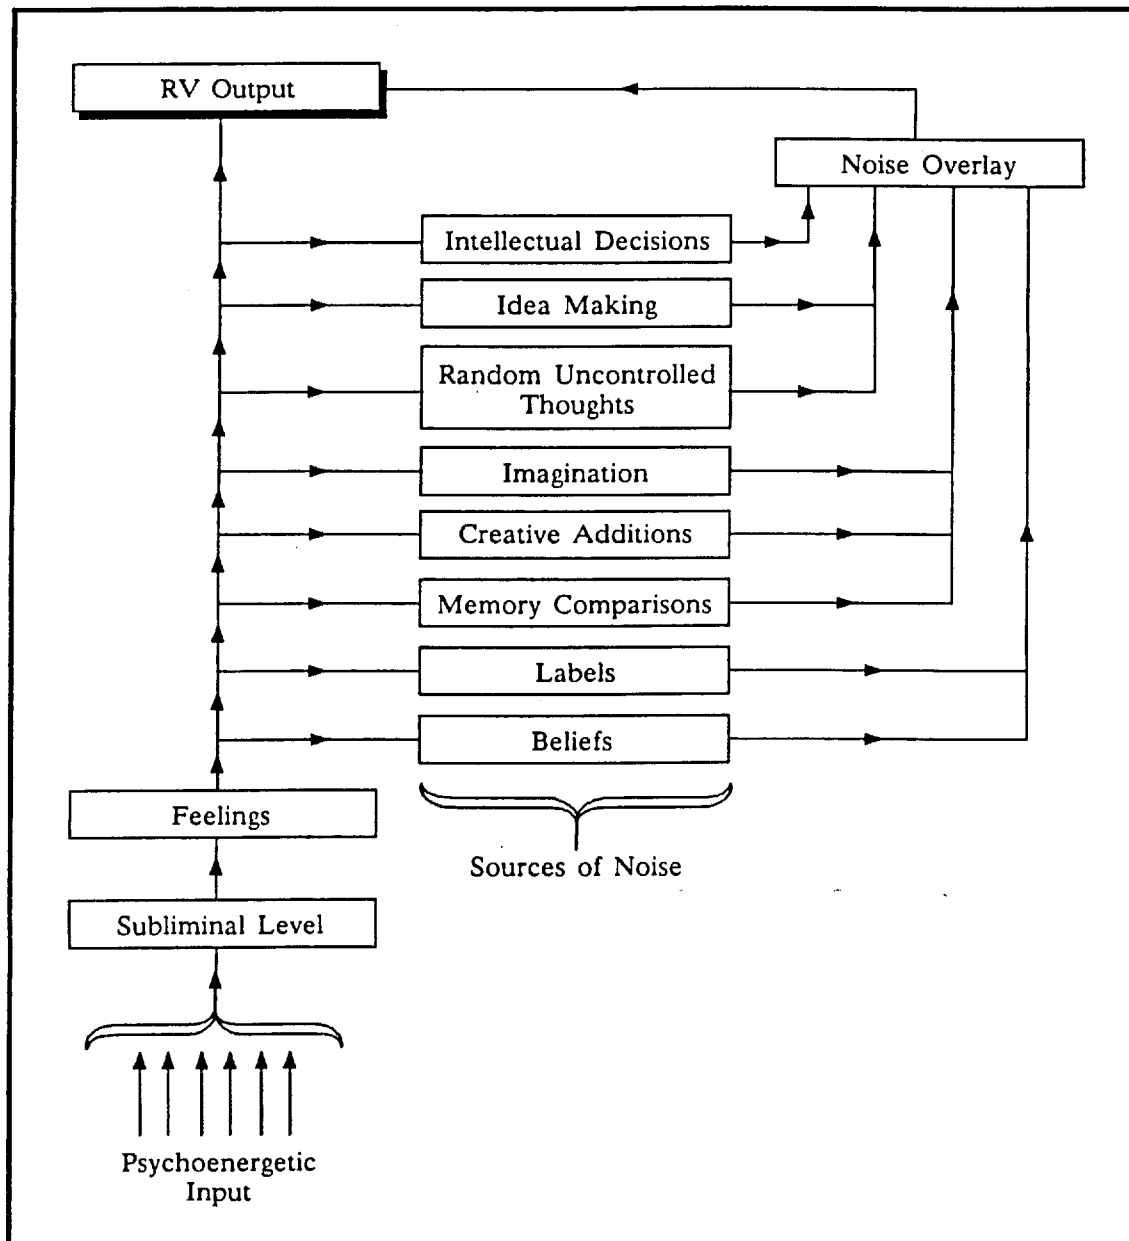 RV Output
Noise Overlay
Intellectual Decisions
Idea Making
Random Uncontrolled
Thoughts
Imagination
Creative Additions
Memory Comparisons
Labels
Beliefs
Feelings
Sources of Noise
Subliminal Level
Psychoenergetic
Input